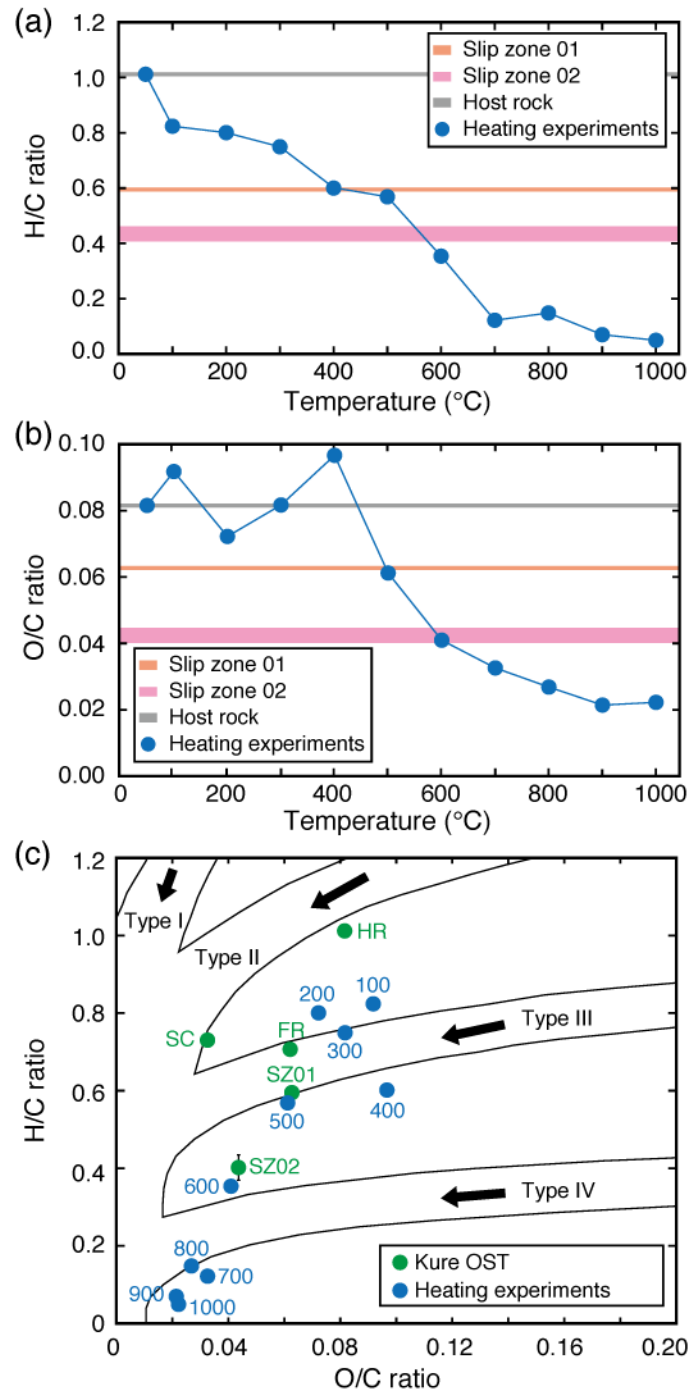 (a)
1.2
1.0
0.8
0.6
0.4
0.2
0.0
H/C ratio
Slip zone 01
Slip zone 02
Host rock
Heating experiments
0 200 400 600 800 1000
Temperature (°C)
(b)
0.10
0.08
0.06
0.04
0.02
0.00
O/C ratio
Slip zone 01
Slip zone 02
Host rock
Heating experiments
0 200 400 600 800 1000
Temperature (°C)
(c)
1.2
1.0
0.8
0.6
0.4
0.2
0
H/C ratio
Type I
Type II
HR
200 100
SC
FR
300
Type III
SZ01
500
400
SZ02
600
Type IV
800
700
900
1000
Kure OST
Heating experiments
0 0.04 0.08 0.12 0.16 0.20
O/C ratio